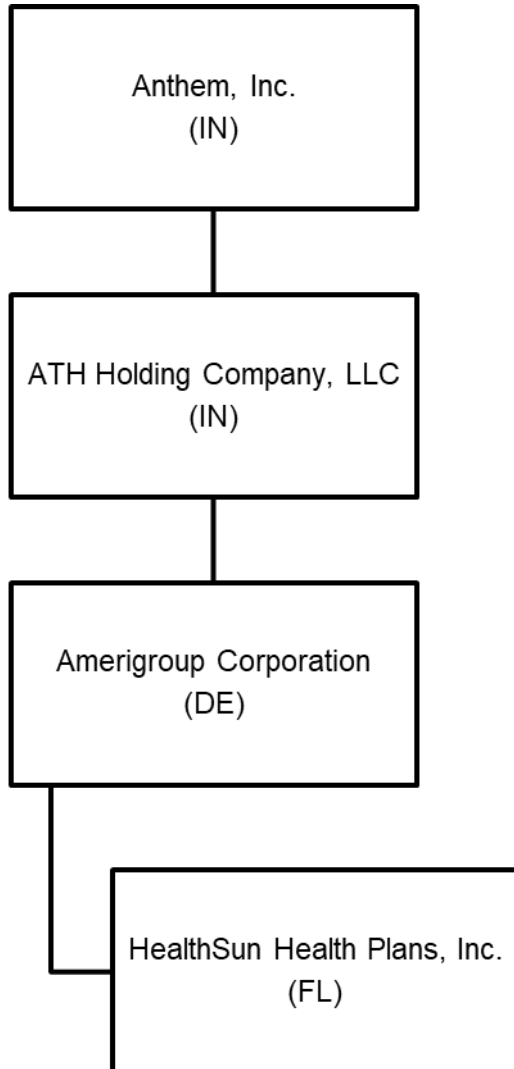 Anthem, Inc.
(IN)
ATH Holding Company, LLC
(IN)
Amerigroup Corporation
(DE)
HealthSun Health Plans, Inc.
(FL)